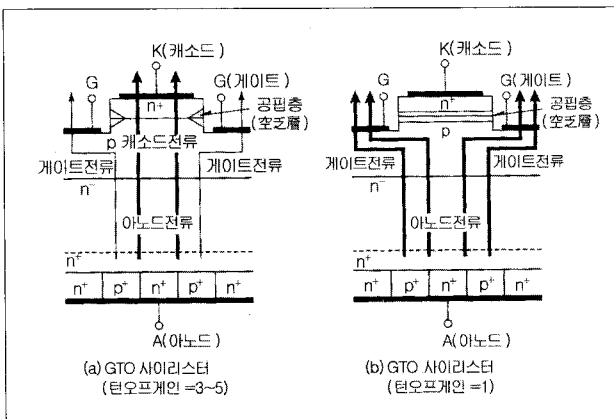 K(캐소드)
G
G(게이트)
n+
공핍층
(空乏層)
p 캐소드전류
게이트전류
게이트전류
n-
아노드전류
n+
n+ p+ n+ p+ n+
A(아노드)
(a) GTO 사이리스터
(턴오프게인 =3~5)
K(캐소드)
G
G(게이트)
n+
공핍층
(空乏層)
p
게이트전류
게이트전류
n-
아노드전류
n+
n+ p+ n+ p+ n+
A(아노드)
(b) GTO 사이리스터
(턴오프게인 =1)